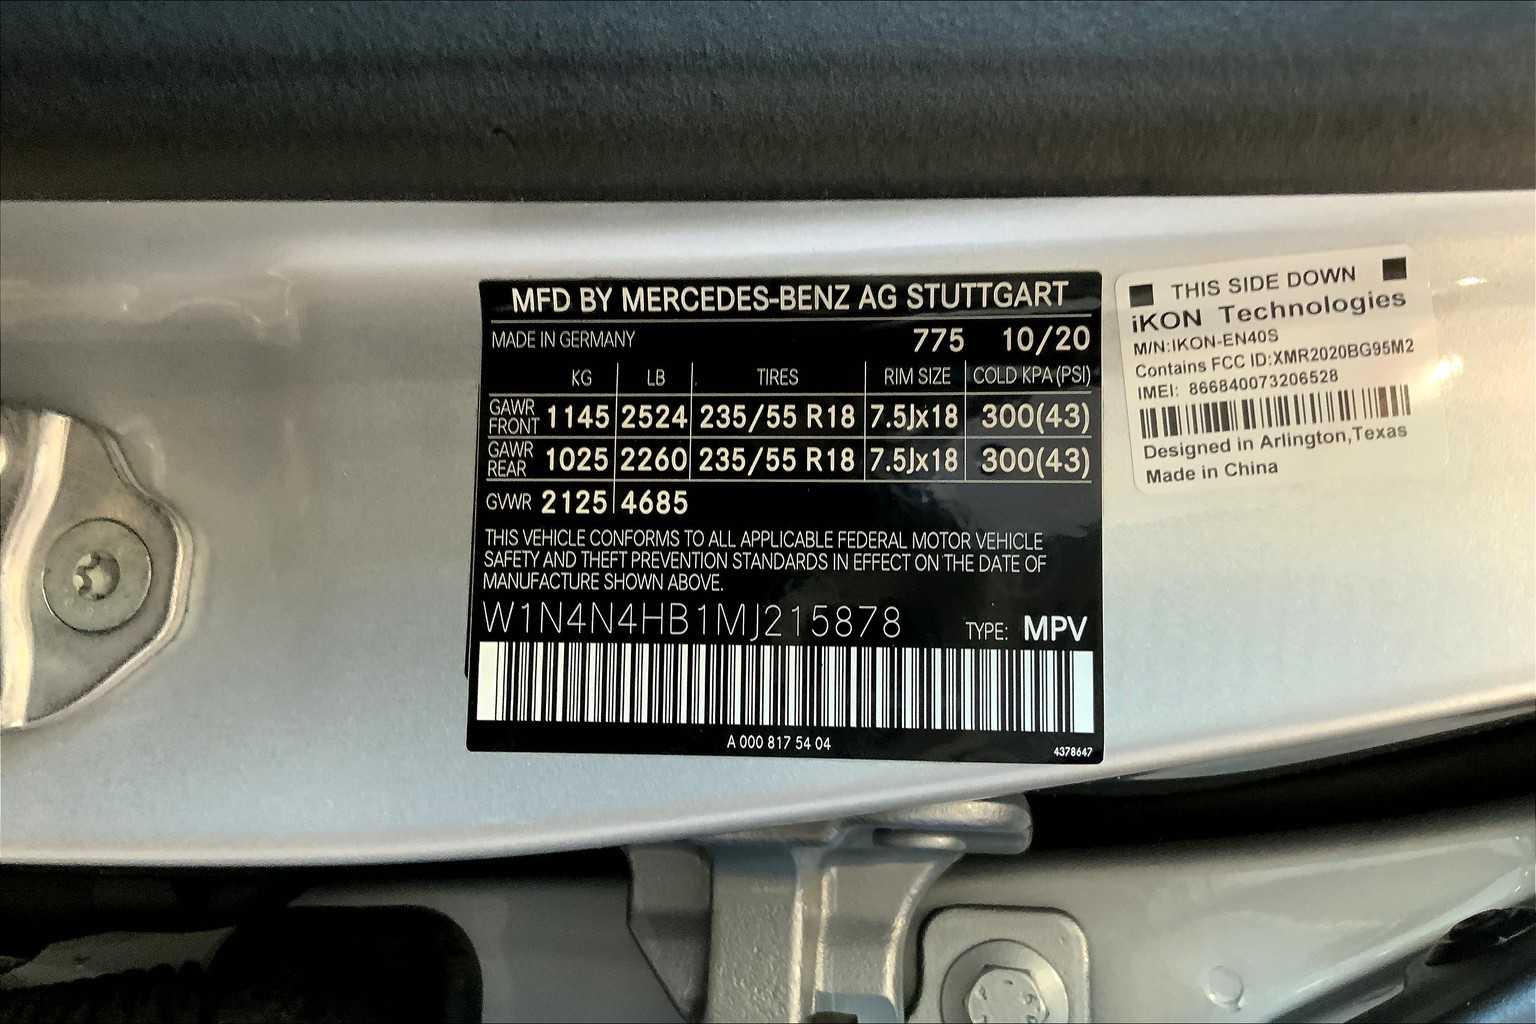 MFD BY MERCEDES-BENZ AG STUTTGART
MADE IN GERMANY 775 10/20
KG LB TIRES RIM SIZE COLD KPA (PSI)
GAWR FRONT 1145 2524 235/55 R18 7.5Jx18 300(43)
GAWR REAR 1025 2260 235/55 R18 7.5Jx18 300(43)
GVWR 2125 4685
THIS VEHICLE CONFORMS TO ALL APPLICABLE FEDERAL MOTOR VEHICLE
SAFETY AND THEFT PREVENTION STANDARDS IN EFFECT ON THE DATE OF
MANUFACTURE SHOWN ABOVE.
W1N4N4HB1MJ215878 TYPE: MPV
A 000 817 54 04 4378647
THIS SIDE DOWN
iKON Technologies
M/N:IKON-EN40S
Contains FCC ID:XMR2020BG95M2
IMEI: 866840073206528
Designed in Arlington,Texas
Made in China